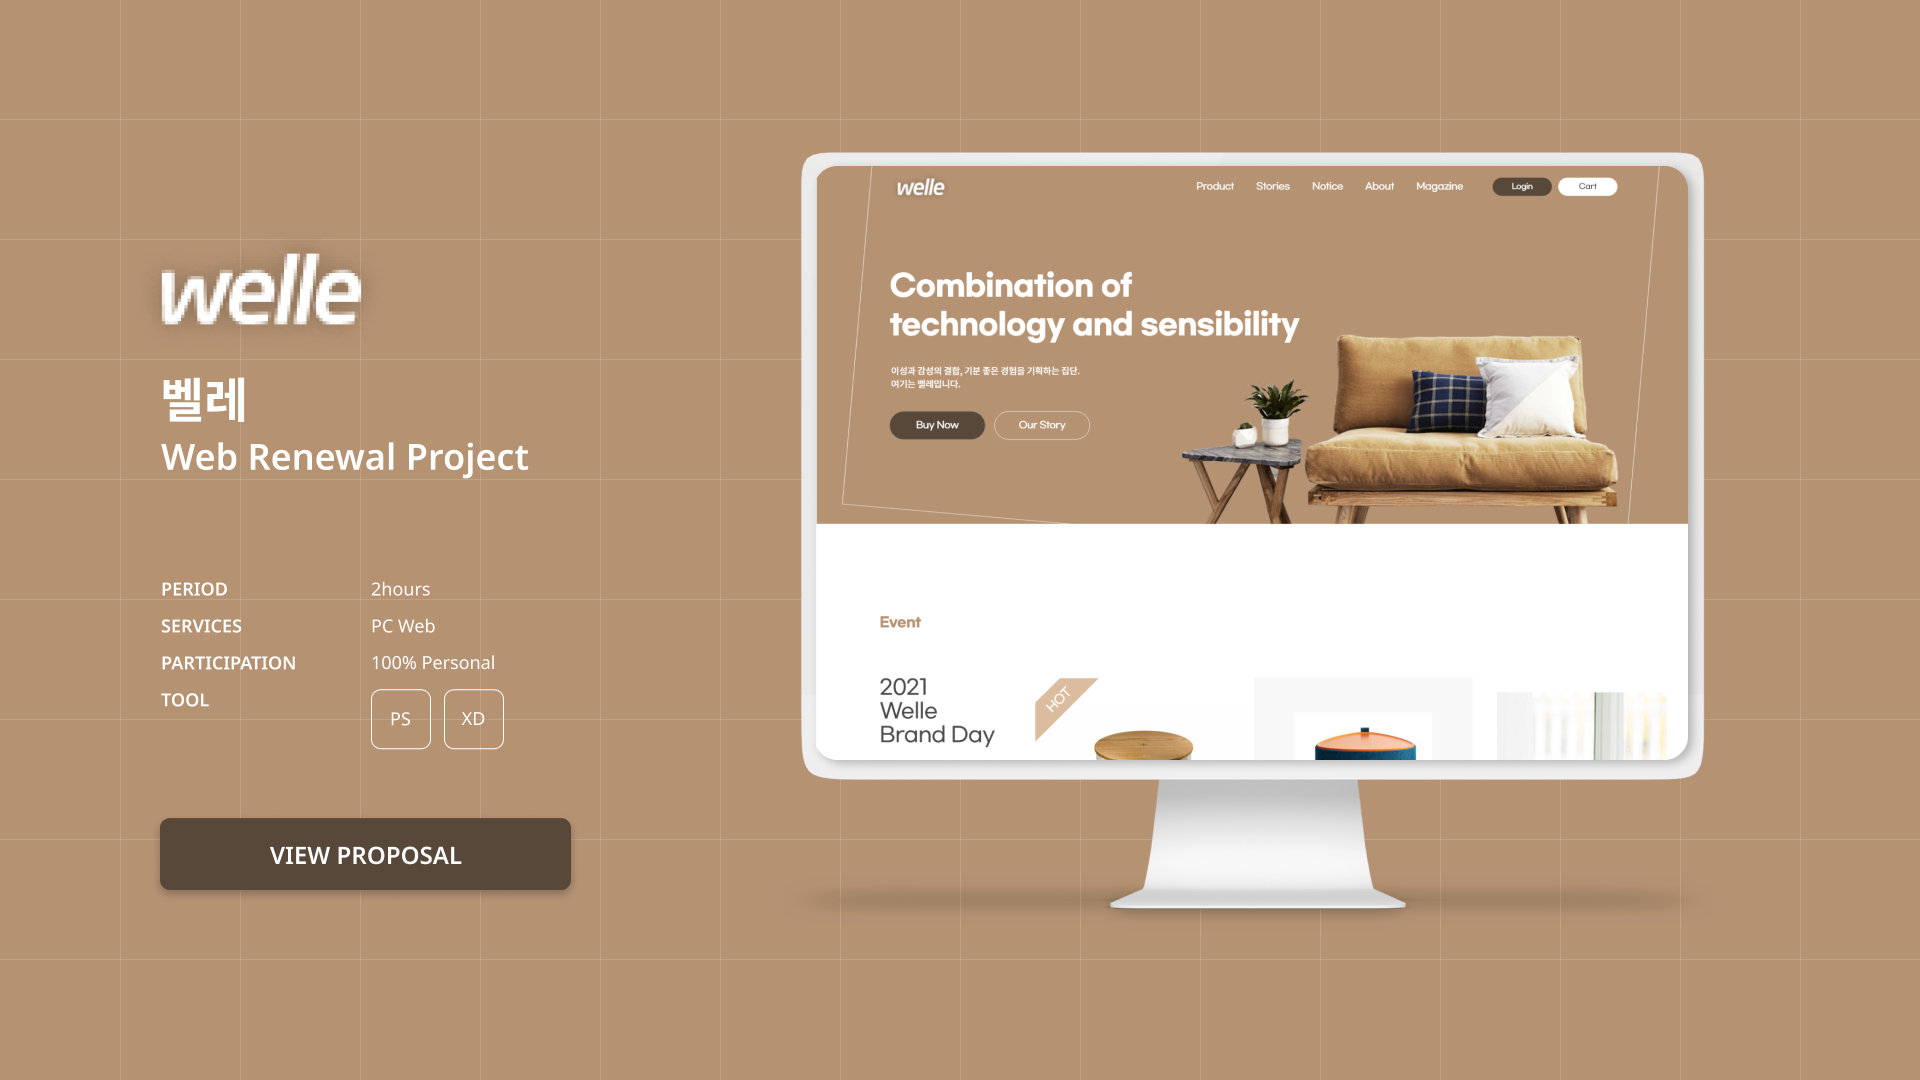 welle
벨레
Web Renewal Project
PERIOD 2hours
SERVICES PC Web
PARTICIPATION 100% Personal
TOOL PS XD
VIEW PROPOSAL
welle Product Stories Notice About Magazine Login Cart
Combination of
technology and sensibility
이성과 감성의 결합, 기분 좋은 경험을 기획하는 집단.
여기는 벨레입니다.
Buy Now Our Story
Event
2021
Welle
Brand Day
HOT